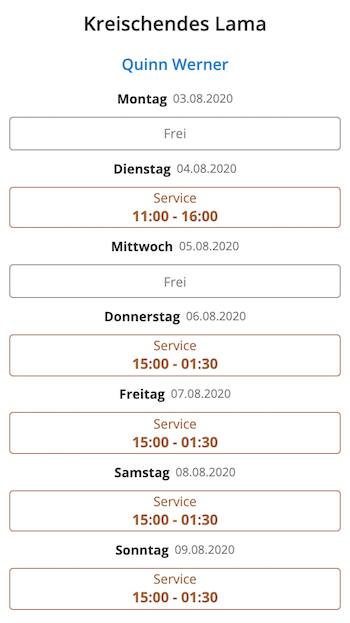 Kreischendes Lama
Quinn Werner
Montag 03.08.2020
Frei
Dienstag 04.08.2020
Service
11:00 - 16:00
Mittwoch 05.08.2020
Frei
Donnerstag 06.08.2020
Service
15:00 - 01:30
Freitag 07.08.2020
Service
15:00 - 01:30
Samstag 08.08.2020
Service
15:00 - 01:30
Sonntag 09.08.2020
Service
15:00 - 01:30